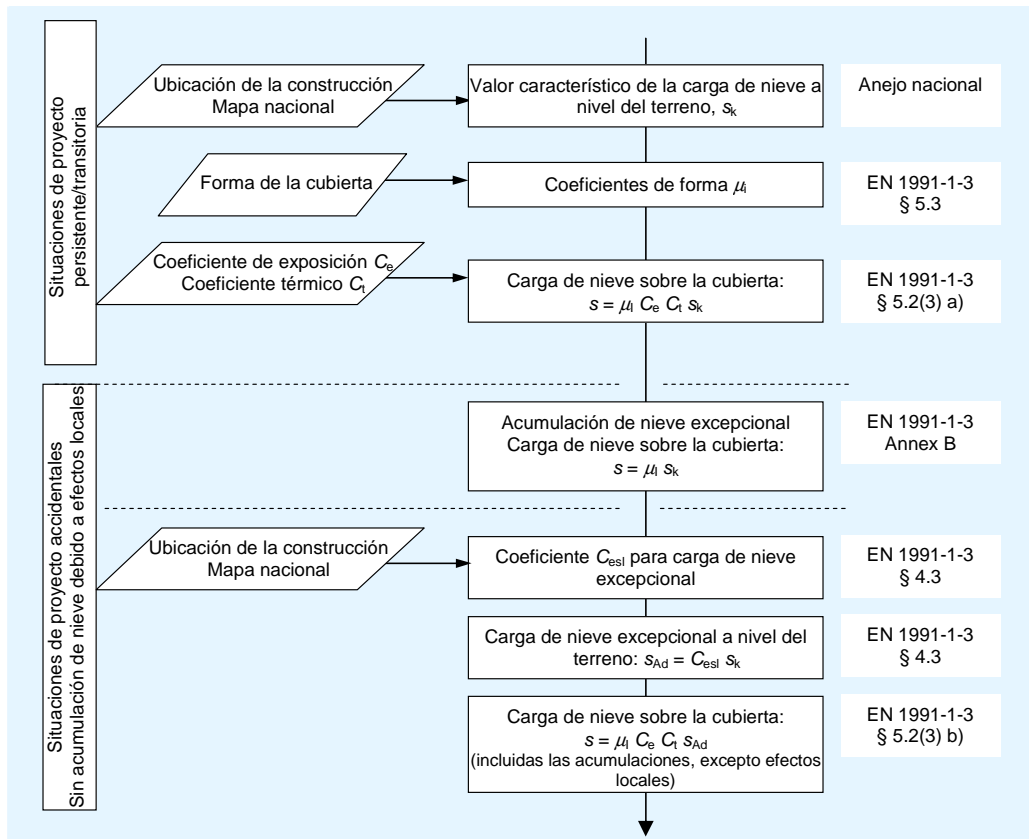 Situaciones de proyecto
persistente/transitoria
Ubicación de la construcción
Mapa nacional
Valor característico de la carga de nieve a
nivel del terreno, sk
Anejo nacional
Forma de la cubierta
Coeficientes de forma μi
EN 1991-1-3
§ 5.3
Coeficiente de exposición Ce
Coeficiente térmico Ct
Carga de nieve sobre la cubierta:
s = μi Ce Ct sk
EN 1991-1-3
§ 5.2(3) a)
Situaciones de proyecto accidentales
Sin acumulación de nieve debido a efectos locales
Acumulación de nieve excepcional
Carga de nieve sobre la cubierta:
s = μi sk
EN 1991-1-3
Annex B
Ubicación de la construcción
Mapa nacional
Coeficiente Cesl para carga de nieve
excepcional
EN 1991-1-3
§ 4.3
Carga de nieve excepcional a nivel del
terreno: sAd = Cesl sk
EN 1991-1-3
§ 4.3
Carga de nieve sobre la cubierta:
s = μi Ce Ct sAd
(incluidas las acumulaciones, excepto efectos
locales)
EN 1991-1-3
§ 5.2(3) b)